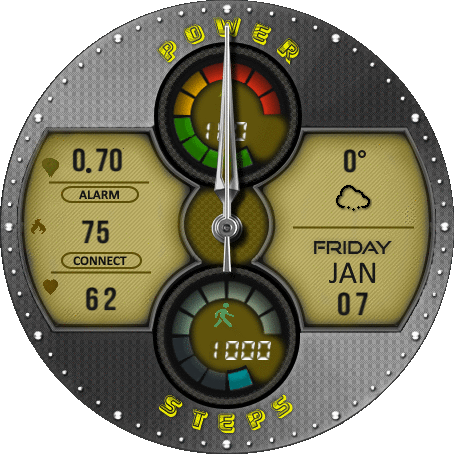 POWER
0.70
ALARM
75
CONNECT
62
0°
FRIDAY
JAN
07
1000
STEPS